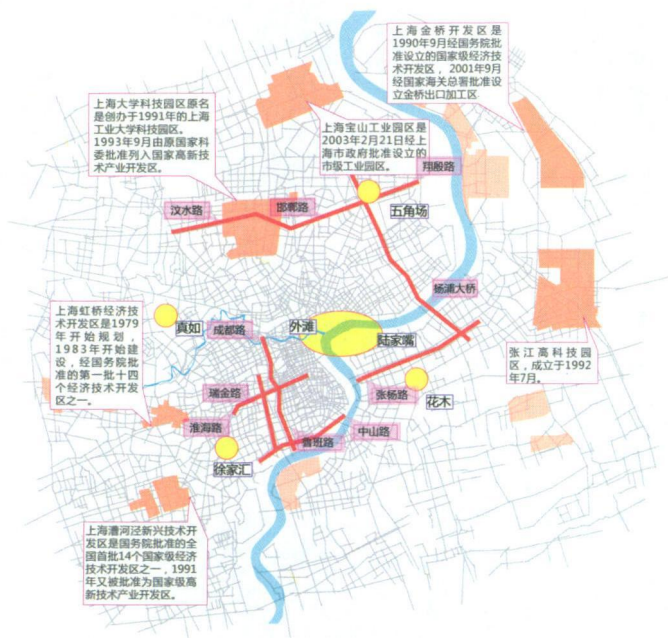 上海金桥开发区是
1990年9月经国务院批
准设立的国家级经济技
术开发区，2001年9月
经国家海关总署批准设
立金桥出口加工区
上海大学科技园区原名
是创办于1991年的上海
工业大学科技园区。
1993年9月由原国家科
委批准列入国家高新技
术产业开发区。
上海宝山工业园区是
2003年2月21日经上
海市政府批准设立的
市级工业园区。
翔殷路
汶水路
邯郸路
五角场
杨浦大桥
上海虹桥经济技
术开发区是1979
年开始规划，
1983年开始建
设，经国务院批
准的第一批十四
个经济技术开发
区之一。
真如
成都路
外滩
陆家嘴
张江高科技园
区，成立于1992
年7月。
瑞金路
张杨路
花木
淮海路
鲁班路
中山路
徐家汇
上海漕河泾新兴技术开
发区是国务院批准的全
国首批14个国家级经济
技术开发区之一，1991
年又被批准为国家级高
新技术产业开发区。